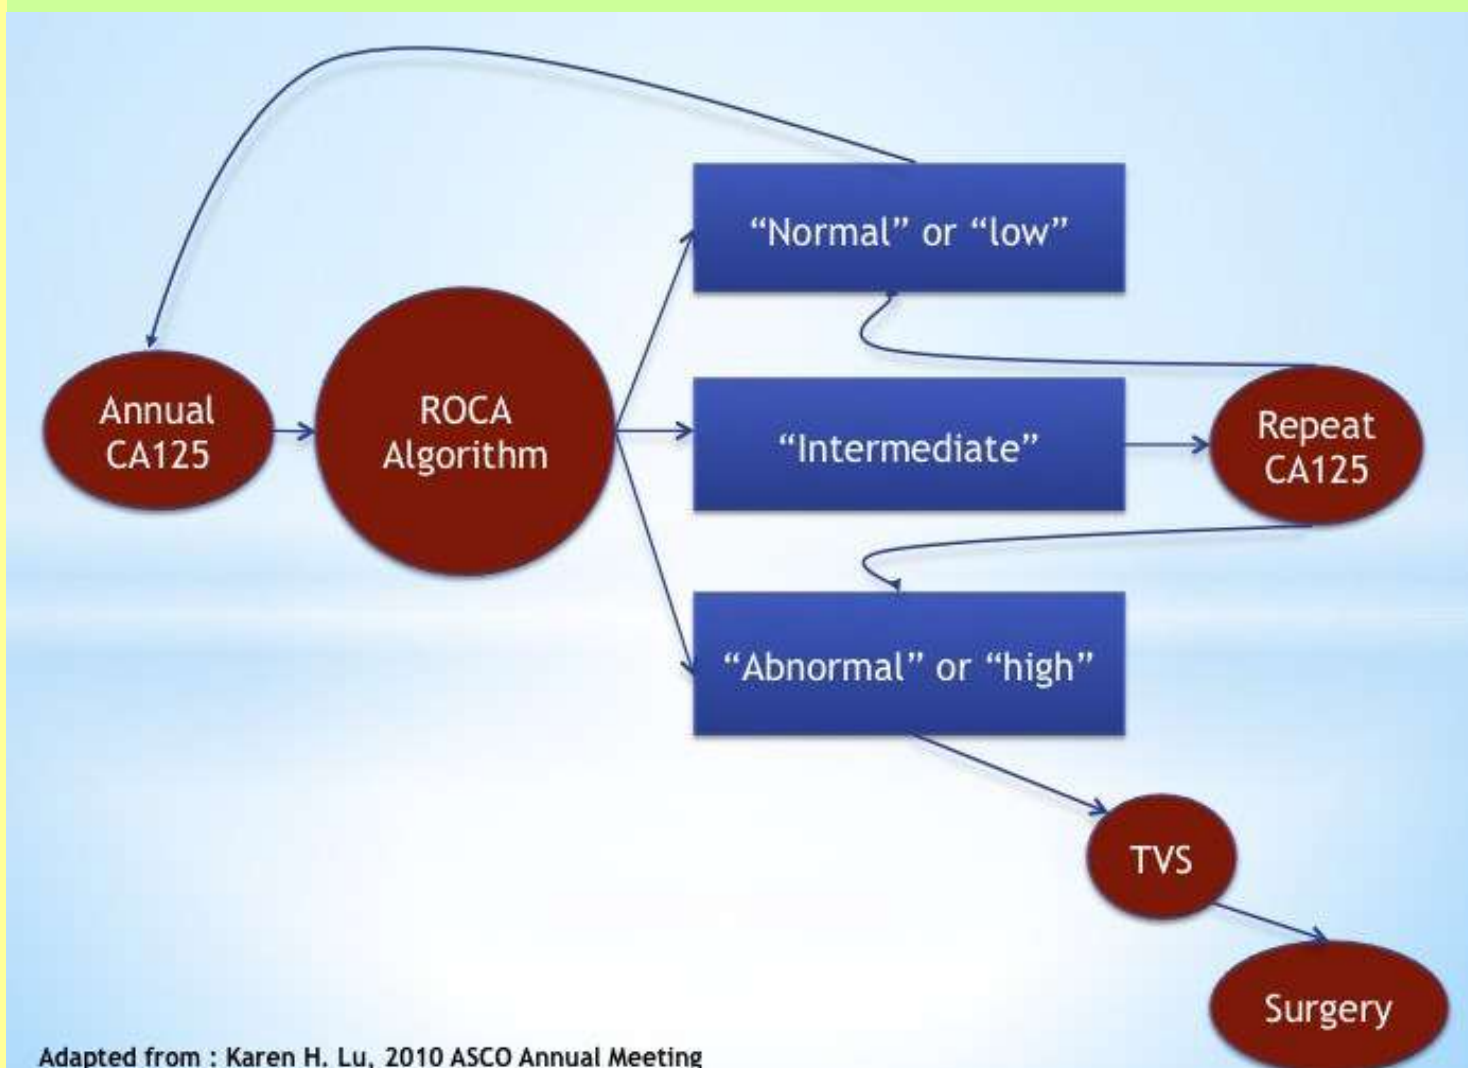 “Normal” or “low”
Annual
CA125
ROCA
Algorithm
“Intermediate”
Repeat
CA125
“Abnormal” or “high”
TVS
Surgery
Adapted from : Karen H. Lu, 2010 ASCO Annual Meeting